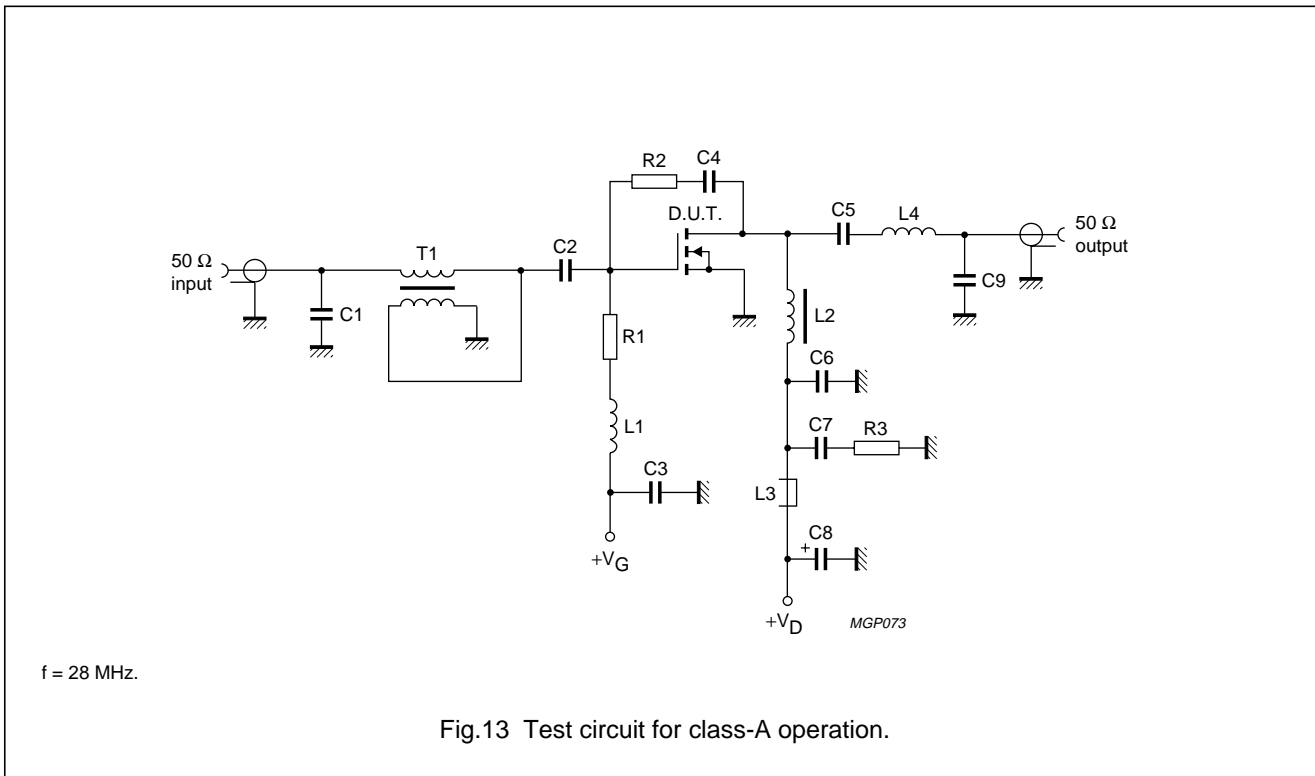 R2
C4
D.U.T.
C5
L4
50 Ω
output
C2
T1
50 Ω
input
C9
C1
L2
R1
C6
L1
C7
R3
C3
L3
+VG
+
C8
+VD
MGP073
f = 28 MHz.
Fig.13 Test circuit for class-A operation.